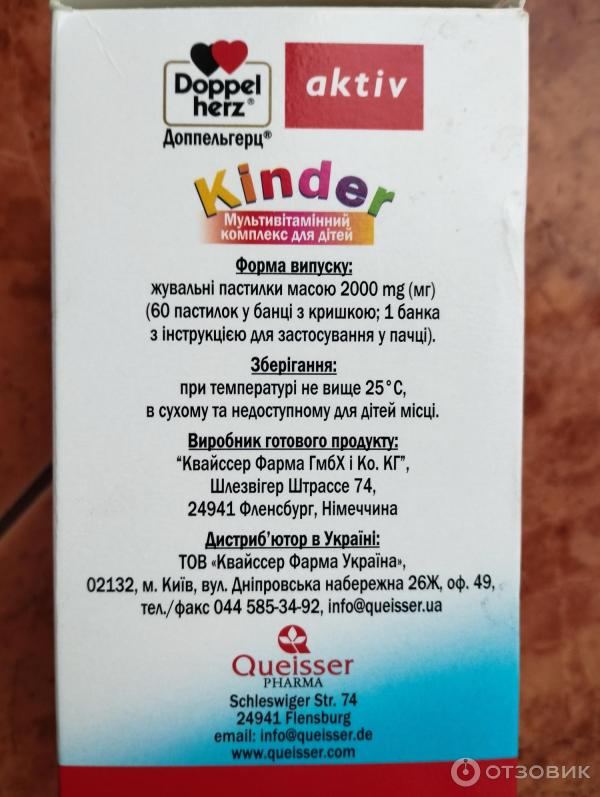 Doppel
herz®
aktiv
Доппельгерц®
Kinder
Мультивітамінний
комплекс для дітей
Форма випуску:
жувальні пастилки масою 2000 mg (мг)
(60 пастилок у банці з кришкою; 1 банка
з інструкцією для застосування у пачці).
Зберігання:
при температурі не вище 25°С,
в сухому та недоступному для дітей місці.
Виробник готового продукту:
“Квайссер Фарма ГмбХ і Ко. КГ”,
Шлезвігер Штрассе 74,
24941 Фленсбург, Німеччина
Дистриб’ютор в Україні:
ТОВ «Квайссер Фарма Україна»,
02132, м. Київ, вул. Дніпровська набережна 26Ж, оф. 49,
тел./факс 044 585-34-92, info@queisser.ua
Queisser
PHARMA
Schleswiger Str. 74
24941 Flensburg
email: info@queisser.de
www.queisser.com
ОТЗОВИК